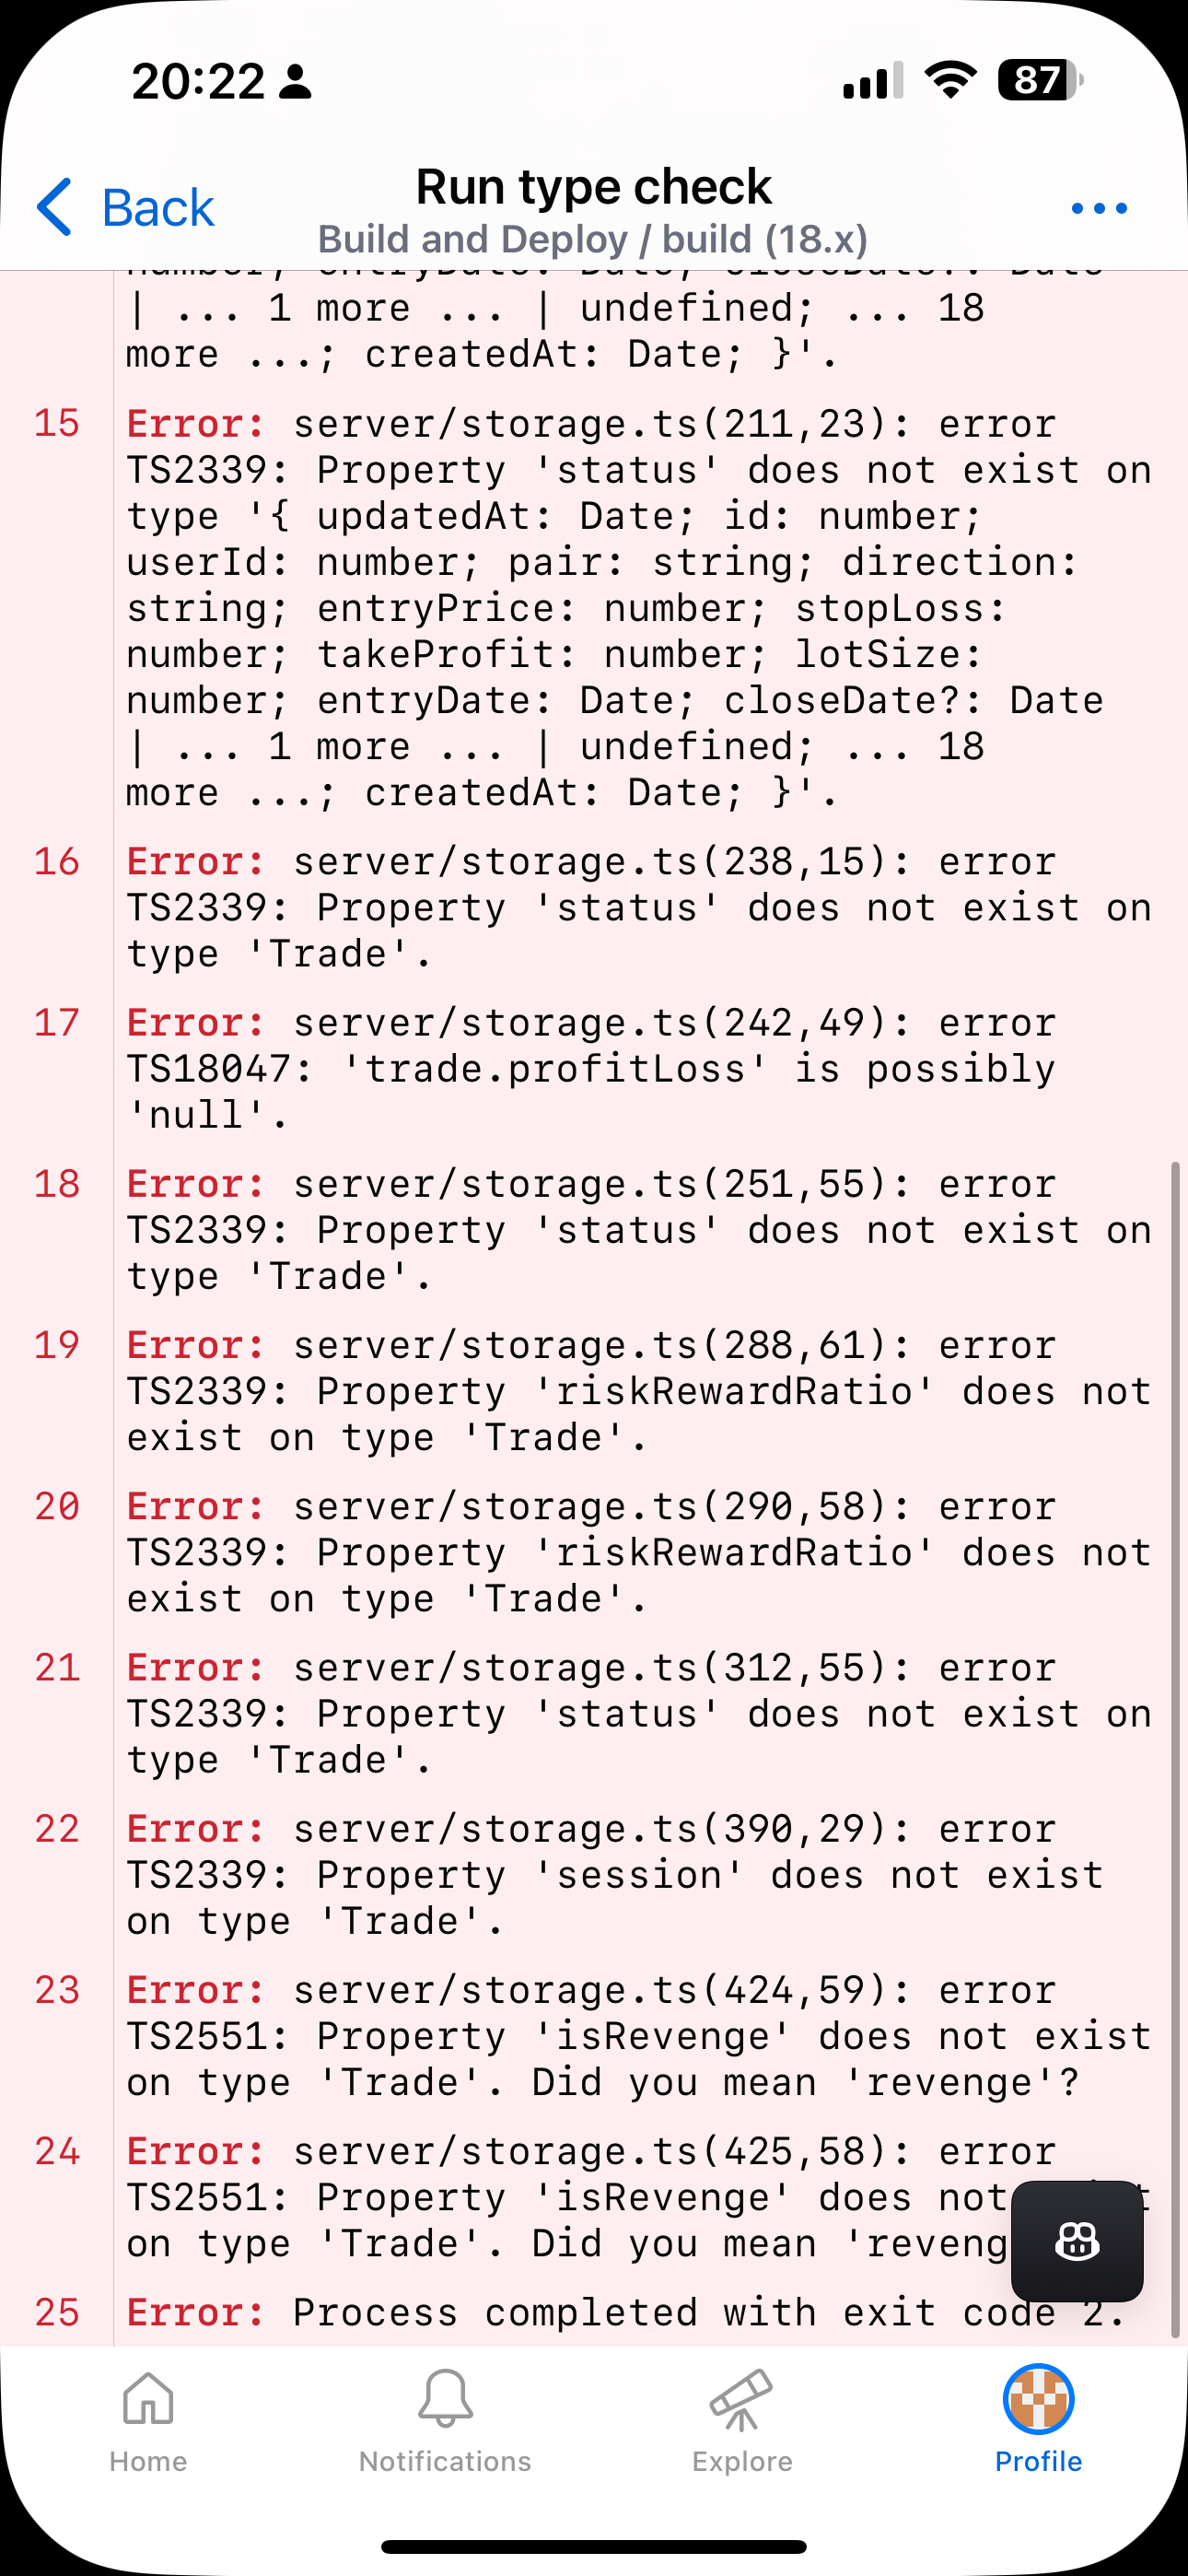 20:22
87
Back
Run type check
Build and Deploy / build (18.x)
number; entryDate: Date; closeDate?: Date
| ... 1 more ... | undefined; ... 18
more ...; createdAt: Date; }'.
15 Error: server/storage.ts(211,23): error
TS2339: Property 'status' does not exist on
type '{ updatedAt: Date; id: number;
userId: number; pair: string; direction:
string; entryPrice: number; stopLoss:
number; takeProfit: number; lotSize:
number; entryDate: Date; closeDate?: Date
| ... 1 more ... | undefined; ... 18
more ...; createdAt: Date; }'.
16 Error: server/storage.ts(238,15): error
TS2339: Property 'status' does not exist on
type 'Trade'.
17 Error: server/storage.ts(242,49): error
TS18047: 'trade.profitLoss' is possibly
'null'.
18 Error: server/storage.ts(251,55): error
TS2339: Property 'status' does not exist on
type 'Trade'.
19 Error: server/storage.ts(288,61): error
TS2339: Property 'riskRewardRatio' does not
exist on type 'Trade'.
20 Error: server/storage.ts(290,58): error
TS2339: Property 'riskRewardRatio' does not
exist on type 'Trade'.
21 Error: server/storage.ts(312,55): error
TS2339: Property 'status' does not exist on
type 'Trade'.
22 Error: server/storage.ts(390,29): error
TS2339: Property 'session' does not exist
on type 'Trade'.
23 Error: server/storage.ts(424,59): error
TS2551: Property 'isRevenge' does not exist
on type 'Trade'. Did you mean 'revenge'?
24 Error: server/storage.ts(425,58): error
TS2551: Property 'isRevenge' does not
on type 'Trade'. Did you mean 'reveng
25 Error: Process completed with exit code 2.
Home
Notifications
Explore
Profile